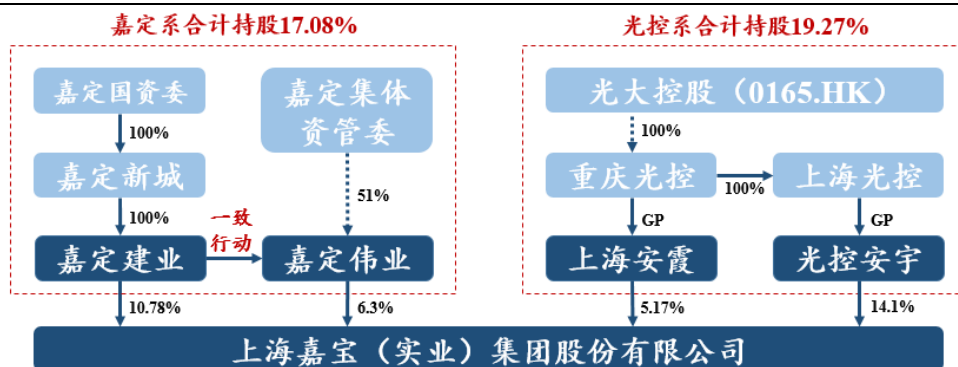 嘉定系合计持股17.08%
光控系合计持股19.27%
嘉定国资委
嘉定集体
资管委
光大控股（0165.HK）
100%
100%
嘉定新城
重庆光控
100%
上海光控
100%
51%
一致
行动
GP
GP
嘉定建业
嘉定伟业
上海安霞
光控安宇
10.78%
6.3%
5.17%
14.1%
上海嘉宝（实业）集团股份有限公司